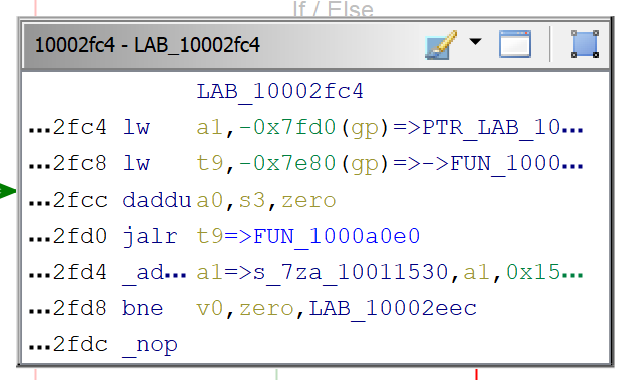 If / Else
10002fc4 - LAB_10002fc4
LAB_10002fc4
...2fc4 lw a1,-0x7fd0(gp)=>PTR_LAB_10...
...2fc8 lw t9,-0x7e80(gp)=>->FUN_1000...
...2fcc daddu a0,s3,zero
...2fd0 jalr t9=>FUN_1000a0e0
...2fd4 _ad... a1=>s_7za_10011530,a1,0x15...
...2fd8 bne v0,zero,LAB_10002eec
...2fdc _nop